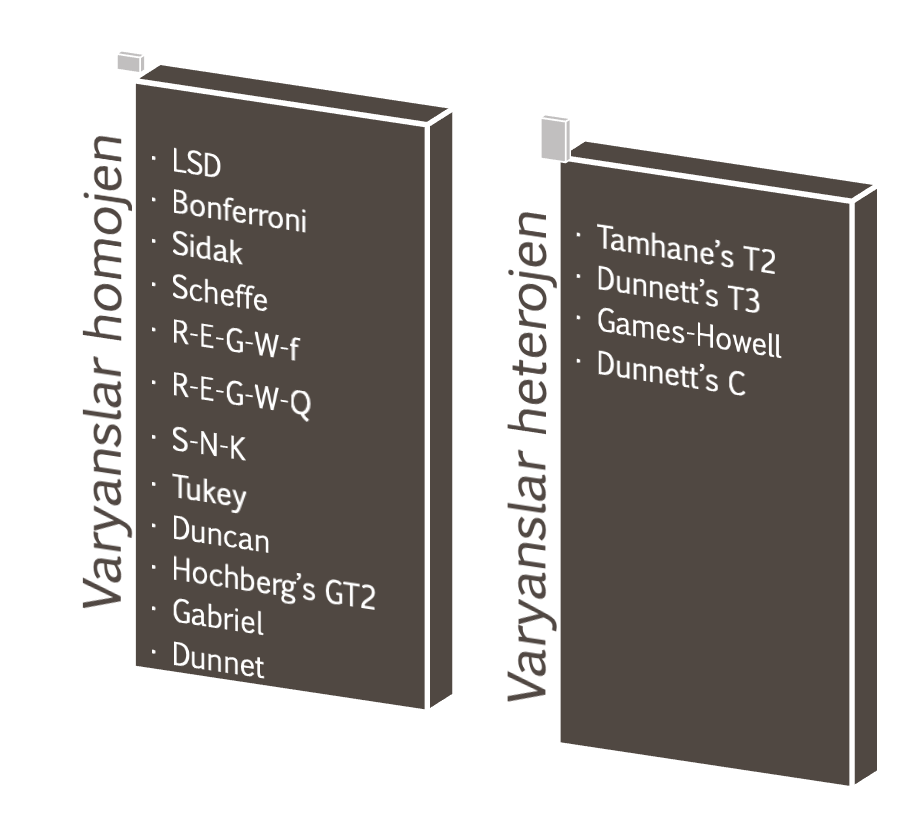 Varyanslar homojen
· LSD
· Bonferroni
· Sidak
· Scheffe
· R-E-G-W-f
· R-E-G-W-Q
· S-N-K
· Tukey
· Duncan
· Hochberg’s GT2
· Gabriel
· Dunnet
Varyanslar heterojen
· Tamhane’s T2
· Dunnett’s T3
· Games-Howell
· Dunnett’s C